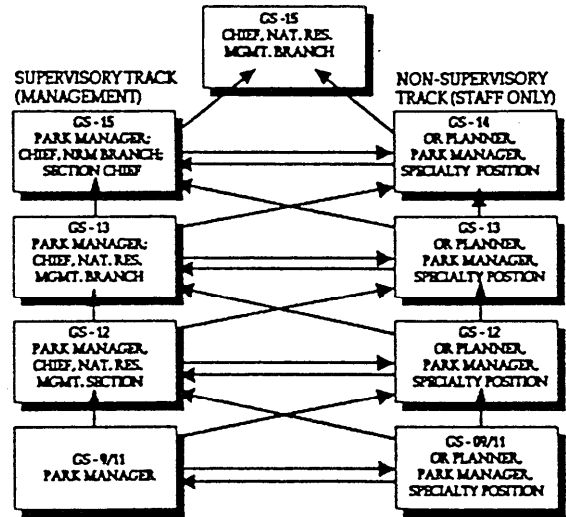 GS-15
CHIEF, NAT. RES.
MGMT. BRANCH
SUPERVISORY TRACK
(MANAGEMENT)
NON-SUPERVISORY
TRACK (STAFF ONLY)
GS-15
PARK MANAGER;
CHIEF, NRM BRANCH;
SECTION CHIEF
GS-14
OR PLANNER,
PARK MANAGER,
SPECIALTY POSITION
GS-13
PARK MANAGER;
CHIEF, NAT. RES.
MGMT. BRANCH
GS-13
OR PLANNER,
PARK MANAGER,
SPECIALTY POSTION
GS-12
PARK MANAGER,
CHIEF, NAT. RES.
MGMT. SECTION
GS-12
OR PLANNER,
PARK MANAGER,
SPECIALTY POSITION
GS-9/11
PARK MANAGER
GS-09/11
OR PLANNER,
PARK MANAGER,
SPECIALTY POSITION